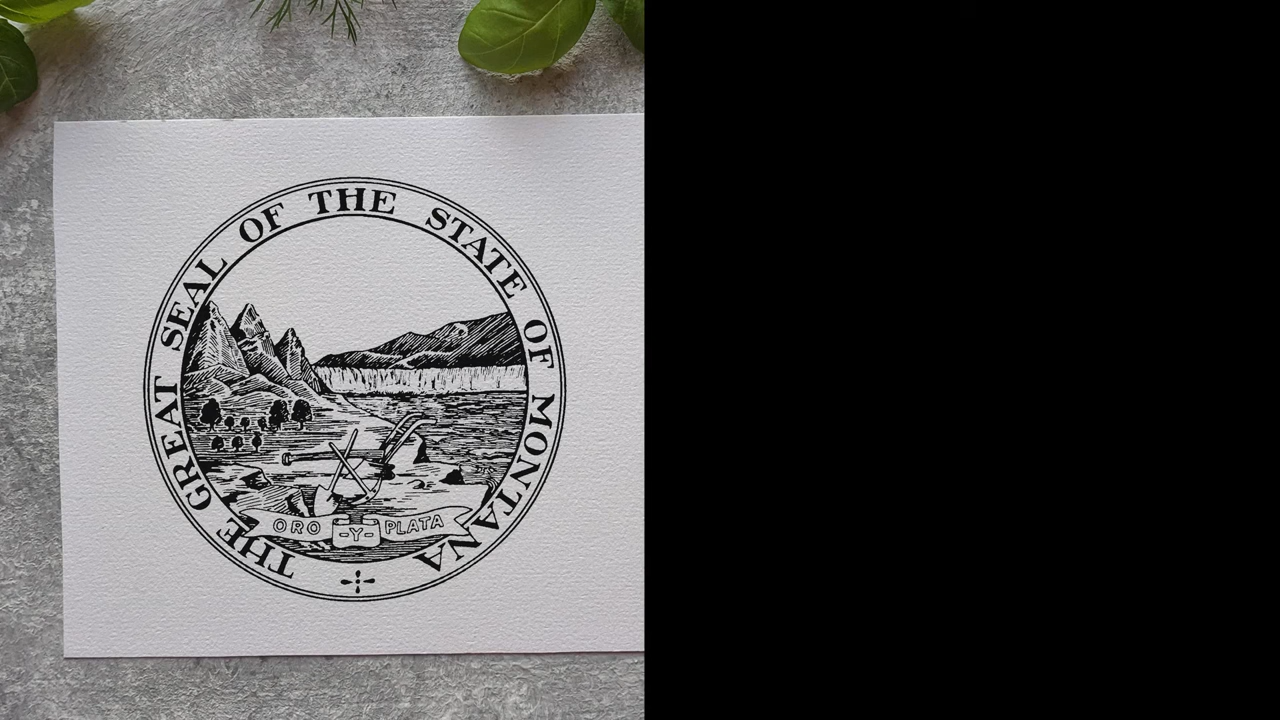 THE GREAT SEAL OF THE STATE OF MONTANA
ORO -Y- PLATA